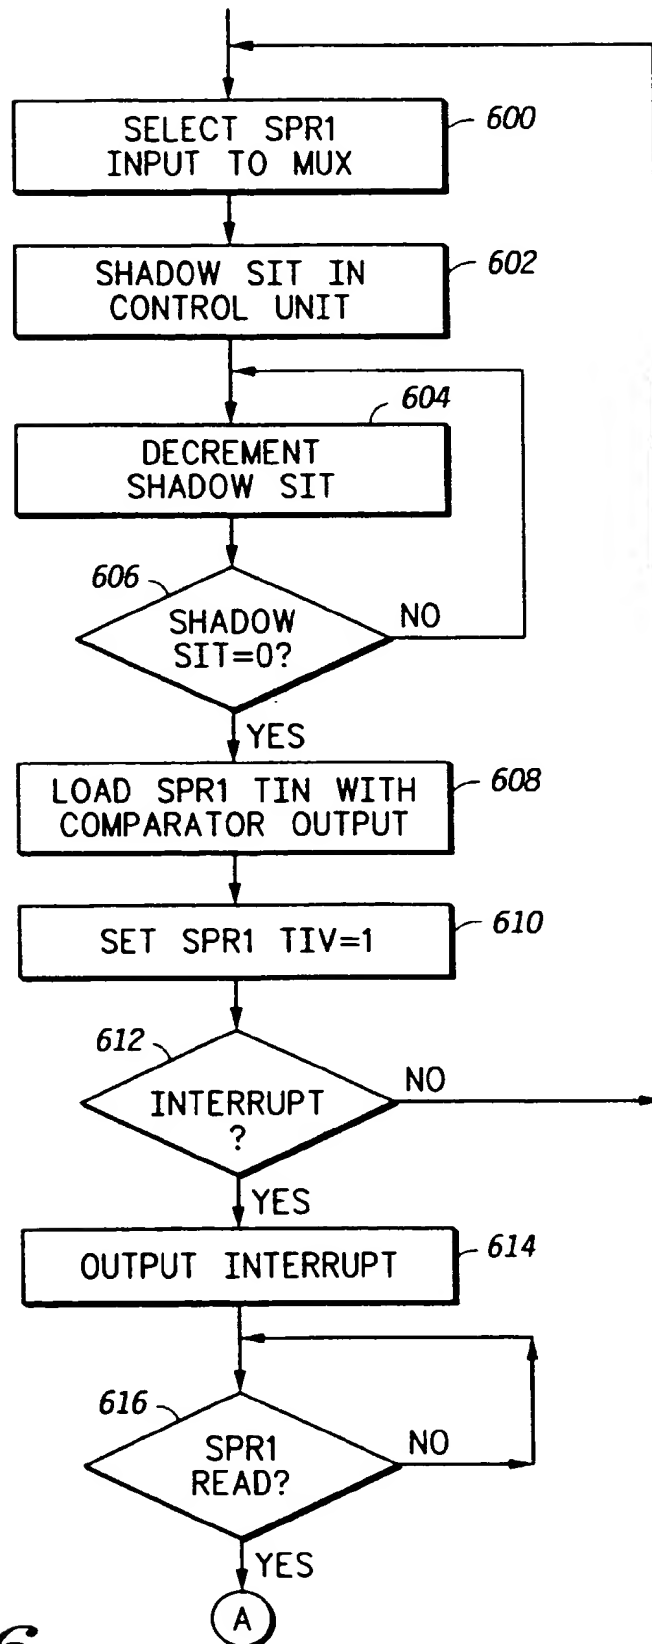 SELECT SPR1
INPUT TO MUX
600
SHADOW SIT IN
CONTROL UNIT
602
604
DECREMENT
SHADOW SIT
606
SHADOW
SIT=0?
NO
YES
LOAD SPR1 TIN WITH
COMPARATOR OUTPUT
608
SET SPR1 TIV=1
610
612
INTERRUPT
?
NO
YES
OUTPUT INTERRUPT
614
616
SPR1
READ?
NO
YES
A